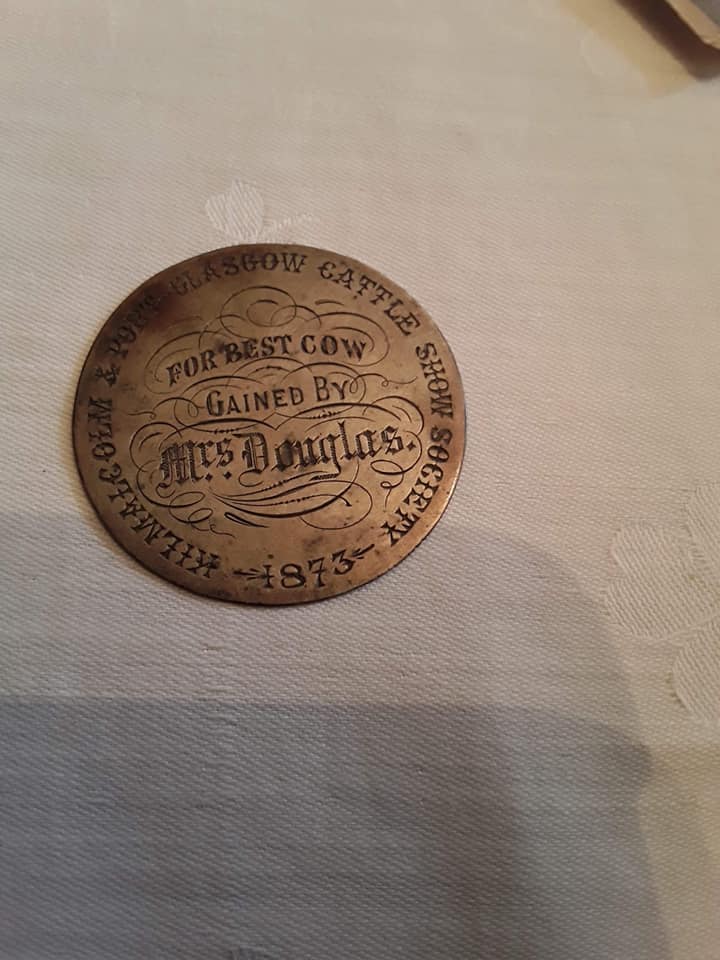 KILMALCOLM & PORT GLASGOW CATTLE SHOW SOCIETY
FOR BEST COW
GAINED BY
Mrs. Douglas.
1873